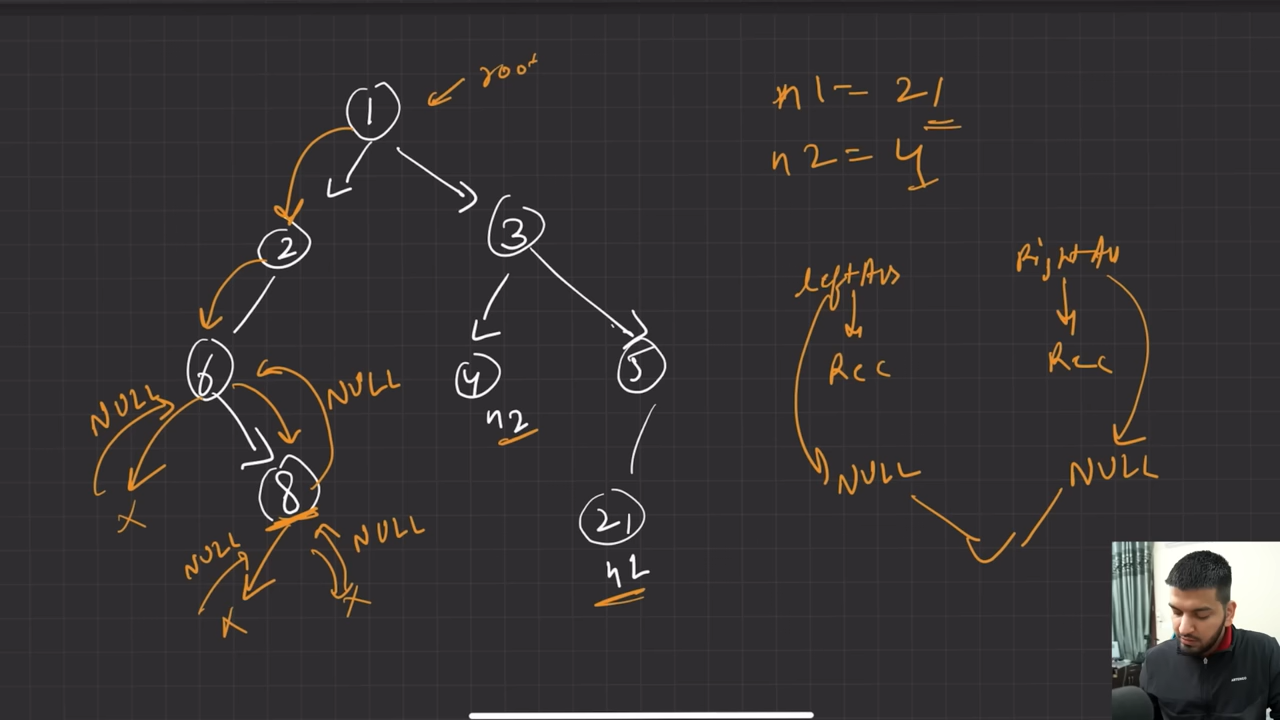 1
root
n1 = 21
n2 = 4
2
3
leftAns
RightAn
6
4
5
Rec
Rec
NULL
NULL
n2
8
NULL
NULL
x
21
NULL
NULL
n1
x
x